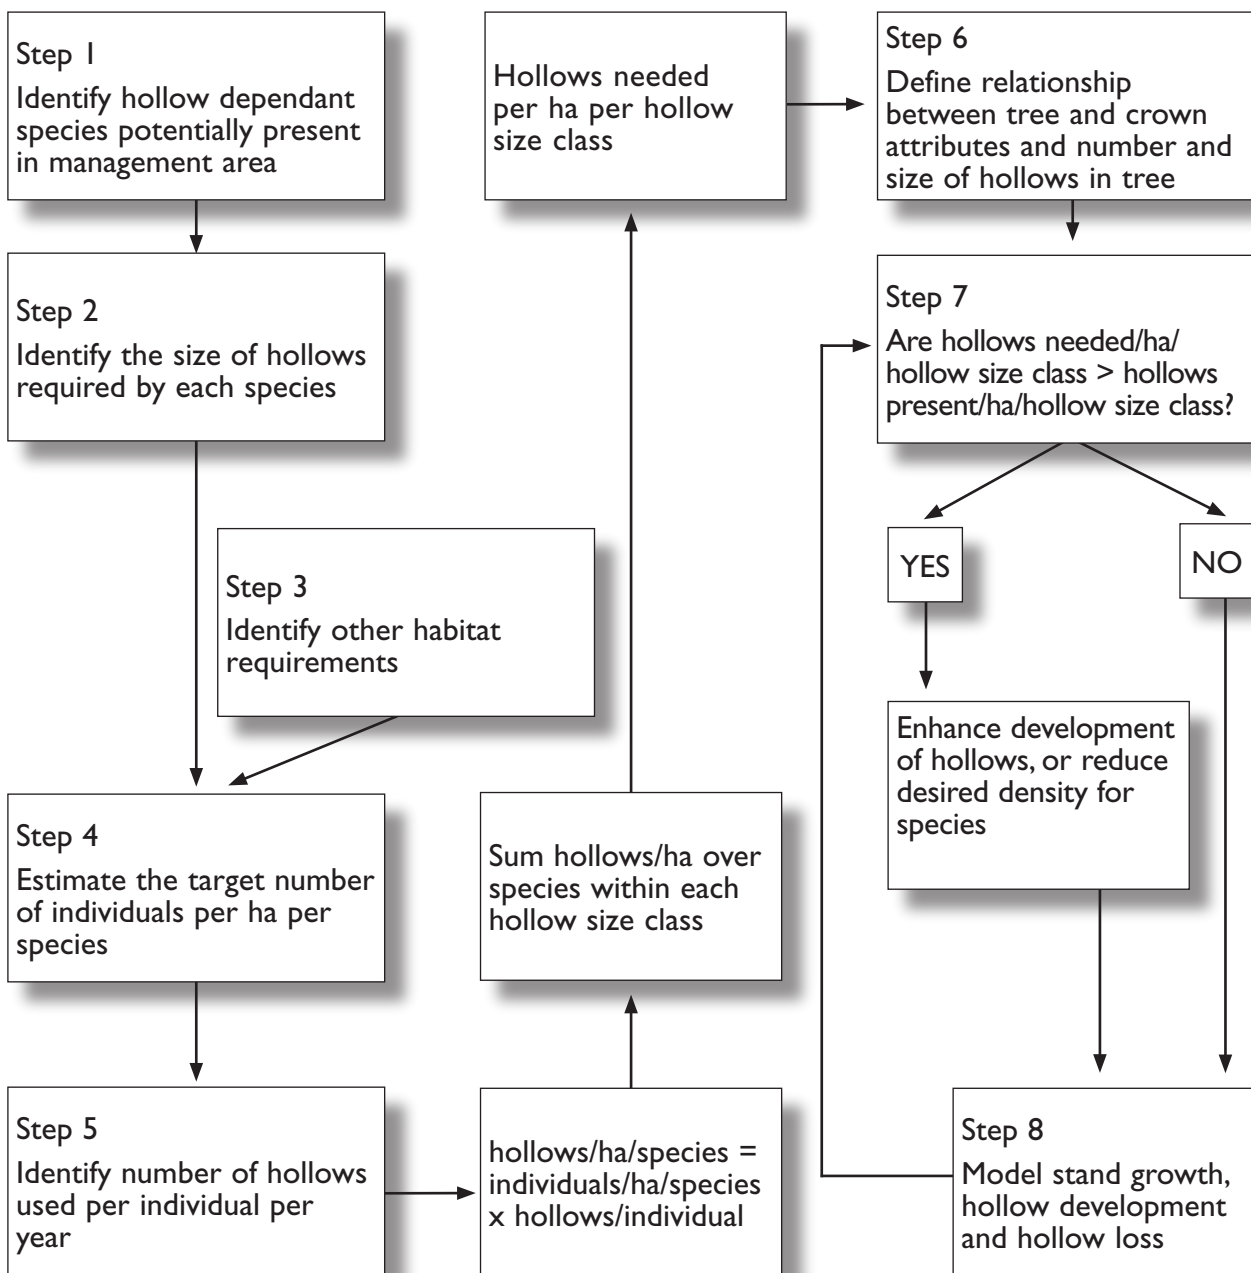 Step 1
Identify hollow dependant
species potentially present
in management area
Step 2
Identify the size of hollows
required by each species
Step 3
Identify other habitat
requirements
Step 4
Estimate the target number
of individuals per ha per
species
Step 5
Identify number of hollows
used per individual per
year
hollows/ha/species =
individuals/ha/species
x hollows/individual
Sum hollows/ha over
species within each
hollow size class
Hollows needed
per ha per hollow
size class
Step 6
Define relationship
between tree and crown
attributes and number and
size of hollows in tree
Step 7
Are hollows needed/ha/
hollow size class > hollows
present/ha/hollow size class?
YES
NO
Enhance development
of hollows, or reduce
desired density for
species
Step 8
Model stand growth,
hollow development
and hollow loss